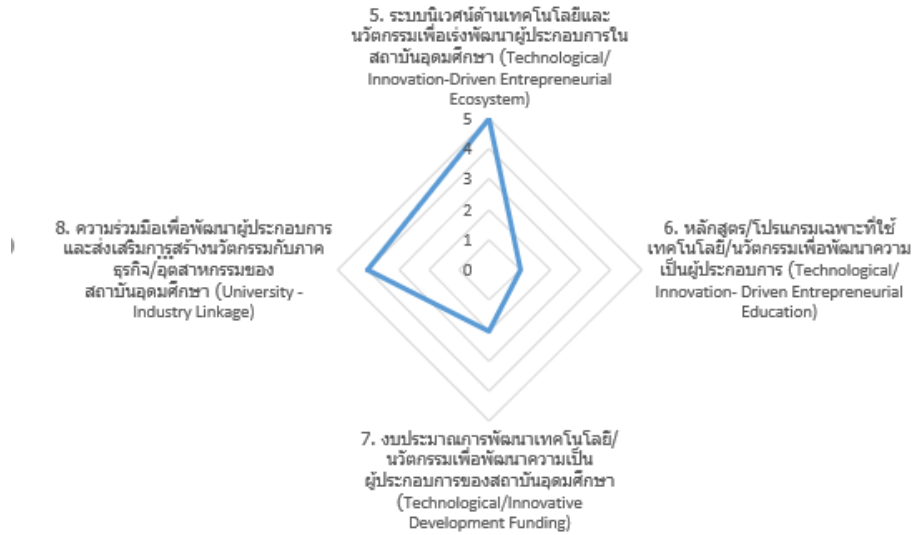 5. ระบบนิเวศน์ด้านเทคโนโลยีและ
นวัตกรรมเพื่อเร่งพัฒนาผู้ประกอบการใน
สถาบันอุดมศึกษา (Technological/
Innovation-Driven Entrepreneurial
Ecosystem)
5
4
3
2
1
0
6. หลักสูตร/โปรแกรมเฉพาะที่ใช้
เทคโนโลยี/นวัตกรรมเพื่อพัฒนาความ
เป็นผู้ประกอบการ (Technological/
Innovation- Driven Entrepreneurial
Education)
7. งบประมาณการพัฒนาเทคโนโลยี/
นวัตกรรมเพื่อพัฒนาความเป็น
ผู้ประกอบการของสถาบันอุดมศึกษา
(Technological/Innovative
Development Funding)
8. ความร่วมมือเพื่อพัฒนาผู้ประกอบการ
และส่งเสริมการสร้างนวัตกรรมกับภาค
ธุรกิจ/อุตสาหกรรมของ
สถาบันอุดมศึกษา (University -
Industry Linkage)
)